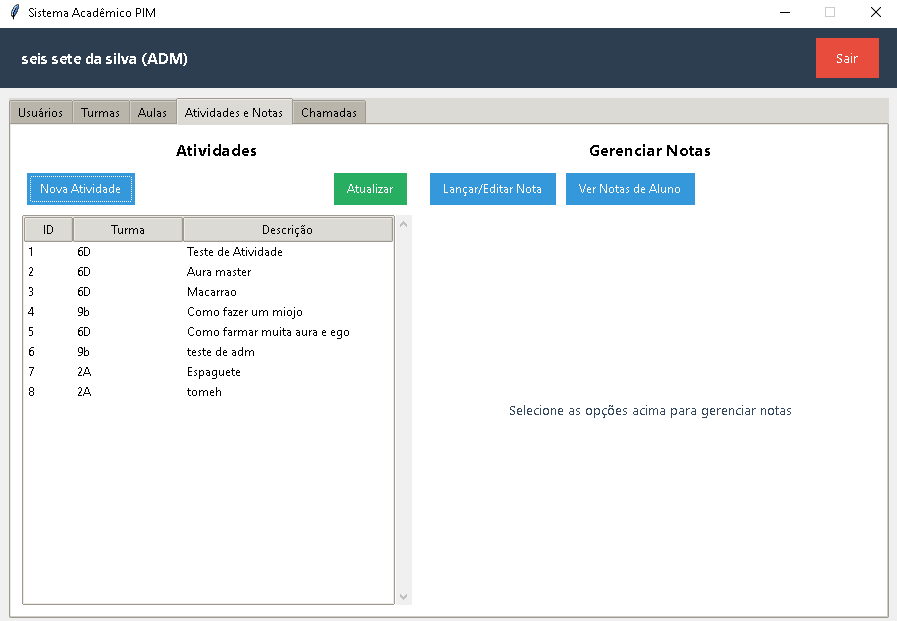 Sistema Acadêmico PIM
seis sete da silva (ADM)
Sair
Usuários Turmas Aulas Atividades e Notas Chamadas
Atividades
Gerenciar Notas
Nova Atividade Atualizar Lançar/Editar Nota Ver Notas de Aluno
ID Turma Descrição
1 6D Teste de Atividade
2 6D Aura master
3 6D Macarrao
4 9b Como fazer um miojo
5 6D Como farmar muita aura e ego
6 9b teste de adm
7 2A Espaguete
8 2A tomeh
Selecione as opções acima para gerenciar notas